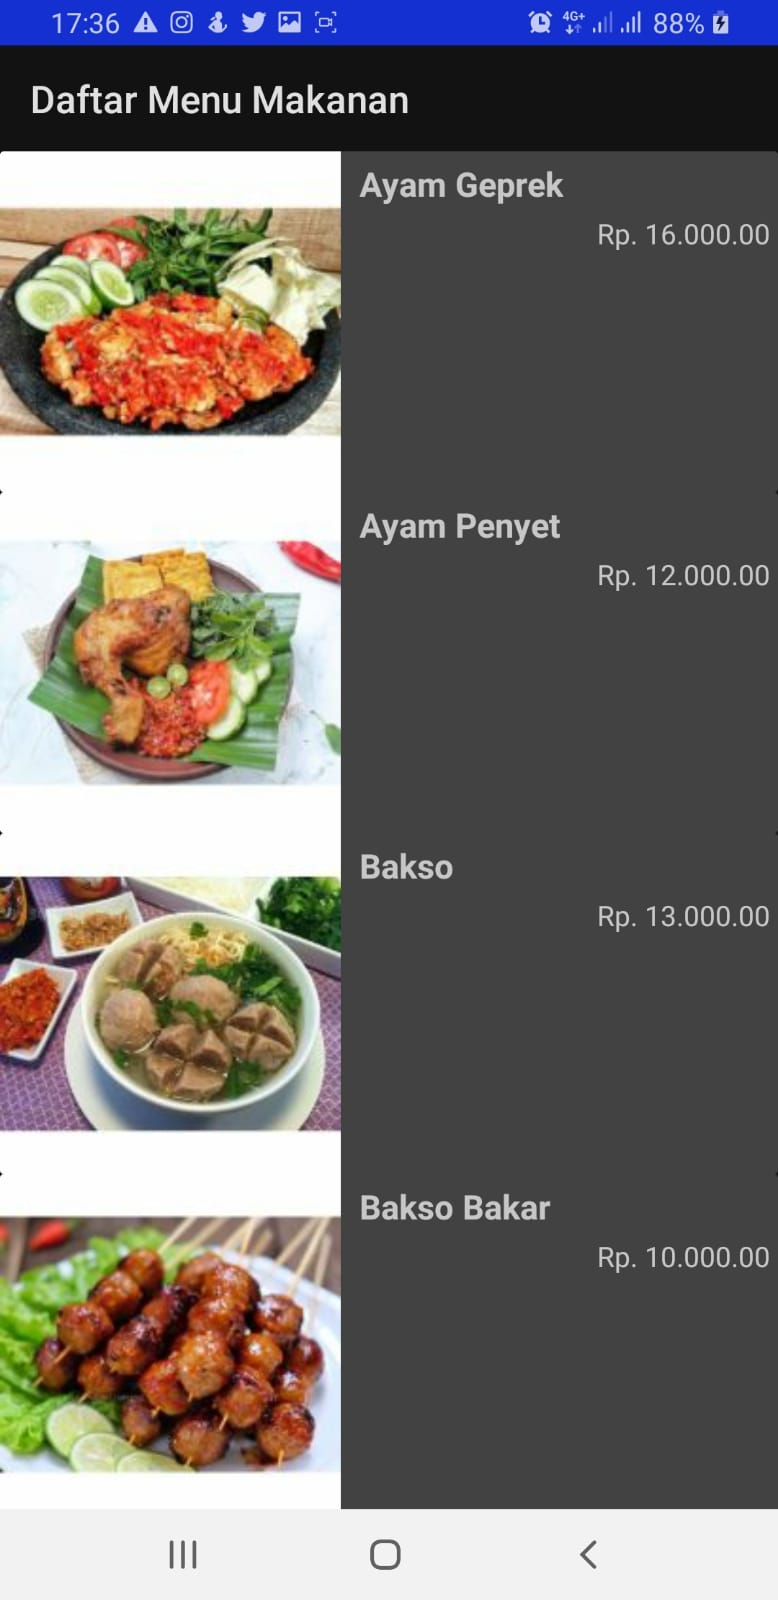 17:36
4G+
88%
Daftar Menu Makanan
Ayam Geprek
Rp. 16.000.00
Ayam Penyet
Rp. 12.000.00
Bakso
Rp. 13.000.00
Bakso Bakar
Rp. 10.000.00